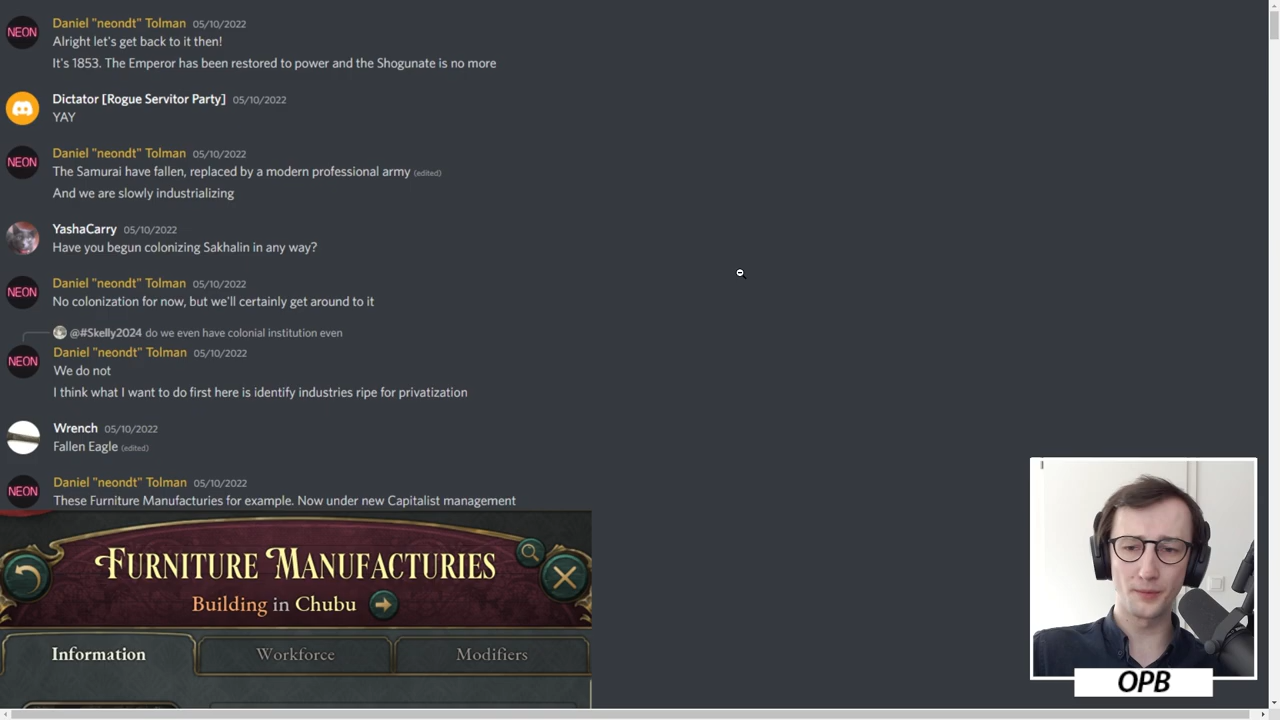 NEON
Daniel "neondt" Tolman 05/10/2022
Alright let's get back to it then!
It's 1853. The Emperor has been restored to power and the Shogunate is no more
Dictator [Rogue Servitor Party] 05/10/2022
YAY
NEON
Daniel "neondt" Tolman 05/10/2022
The Samurai have fallen, replaced by a modern professional army (edited)
And we are slowly industrializing
YashaCarry 05/10/2022
Have you begun colonizing Sakhalin in any way?
NEON
Daniel "neondt" Tolman 05/10/2022
No colonization for now, but we'll certainly get around to it
@#Skelly2024 do we even have colonial institution even
NEON
Daniel "neondt" Tolman 05/10/2022
We do not
I think what I want to do first here is identify industries ripe for privatization
Wrench 05/10/2022
Fallen Eagle (edited)
NEON
Daniel "neondt" Tolman 05/10/2022
These Furniture Manufactories for example. Now under new Capitalist management
FURNITURE MANUFACTURIES
Building in Chubu
Information Workforce Modifiers
OPB